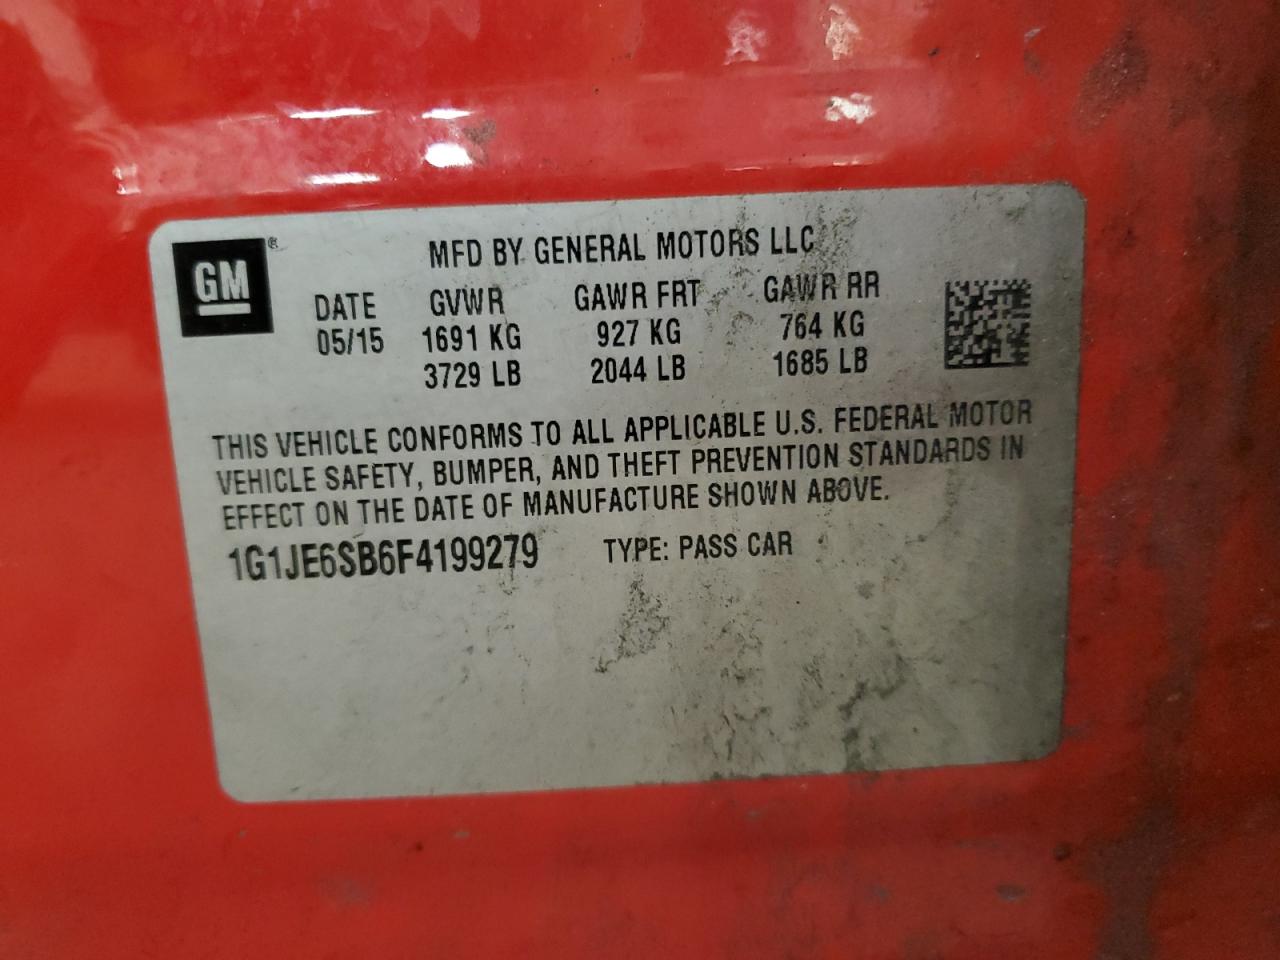 GM®
MFD BY GENERAL MOTORS LLC
DATE GVWR GAWR FRT GAWR RR
05/15 1691 KG 927 KG 764 KG
3729 LB 2044 LB 1685 LB
THIS VEHICLE CONFORMS TO ALL APPLICABLE U.S. FEDERAL MOTOR
VEHICLE SAFETY, BUMPER, AND THEFT PREVENTION STANDARDS IN
EFFECT ON THE DATE OF MANUFACTURE SHOWN ABOVE.
1G1JE6SB6F4199279 TYPE: PASS CAR